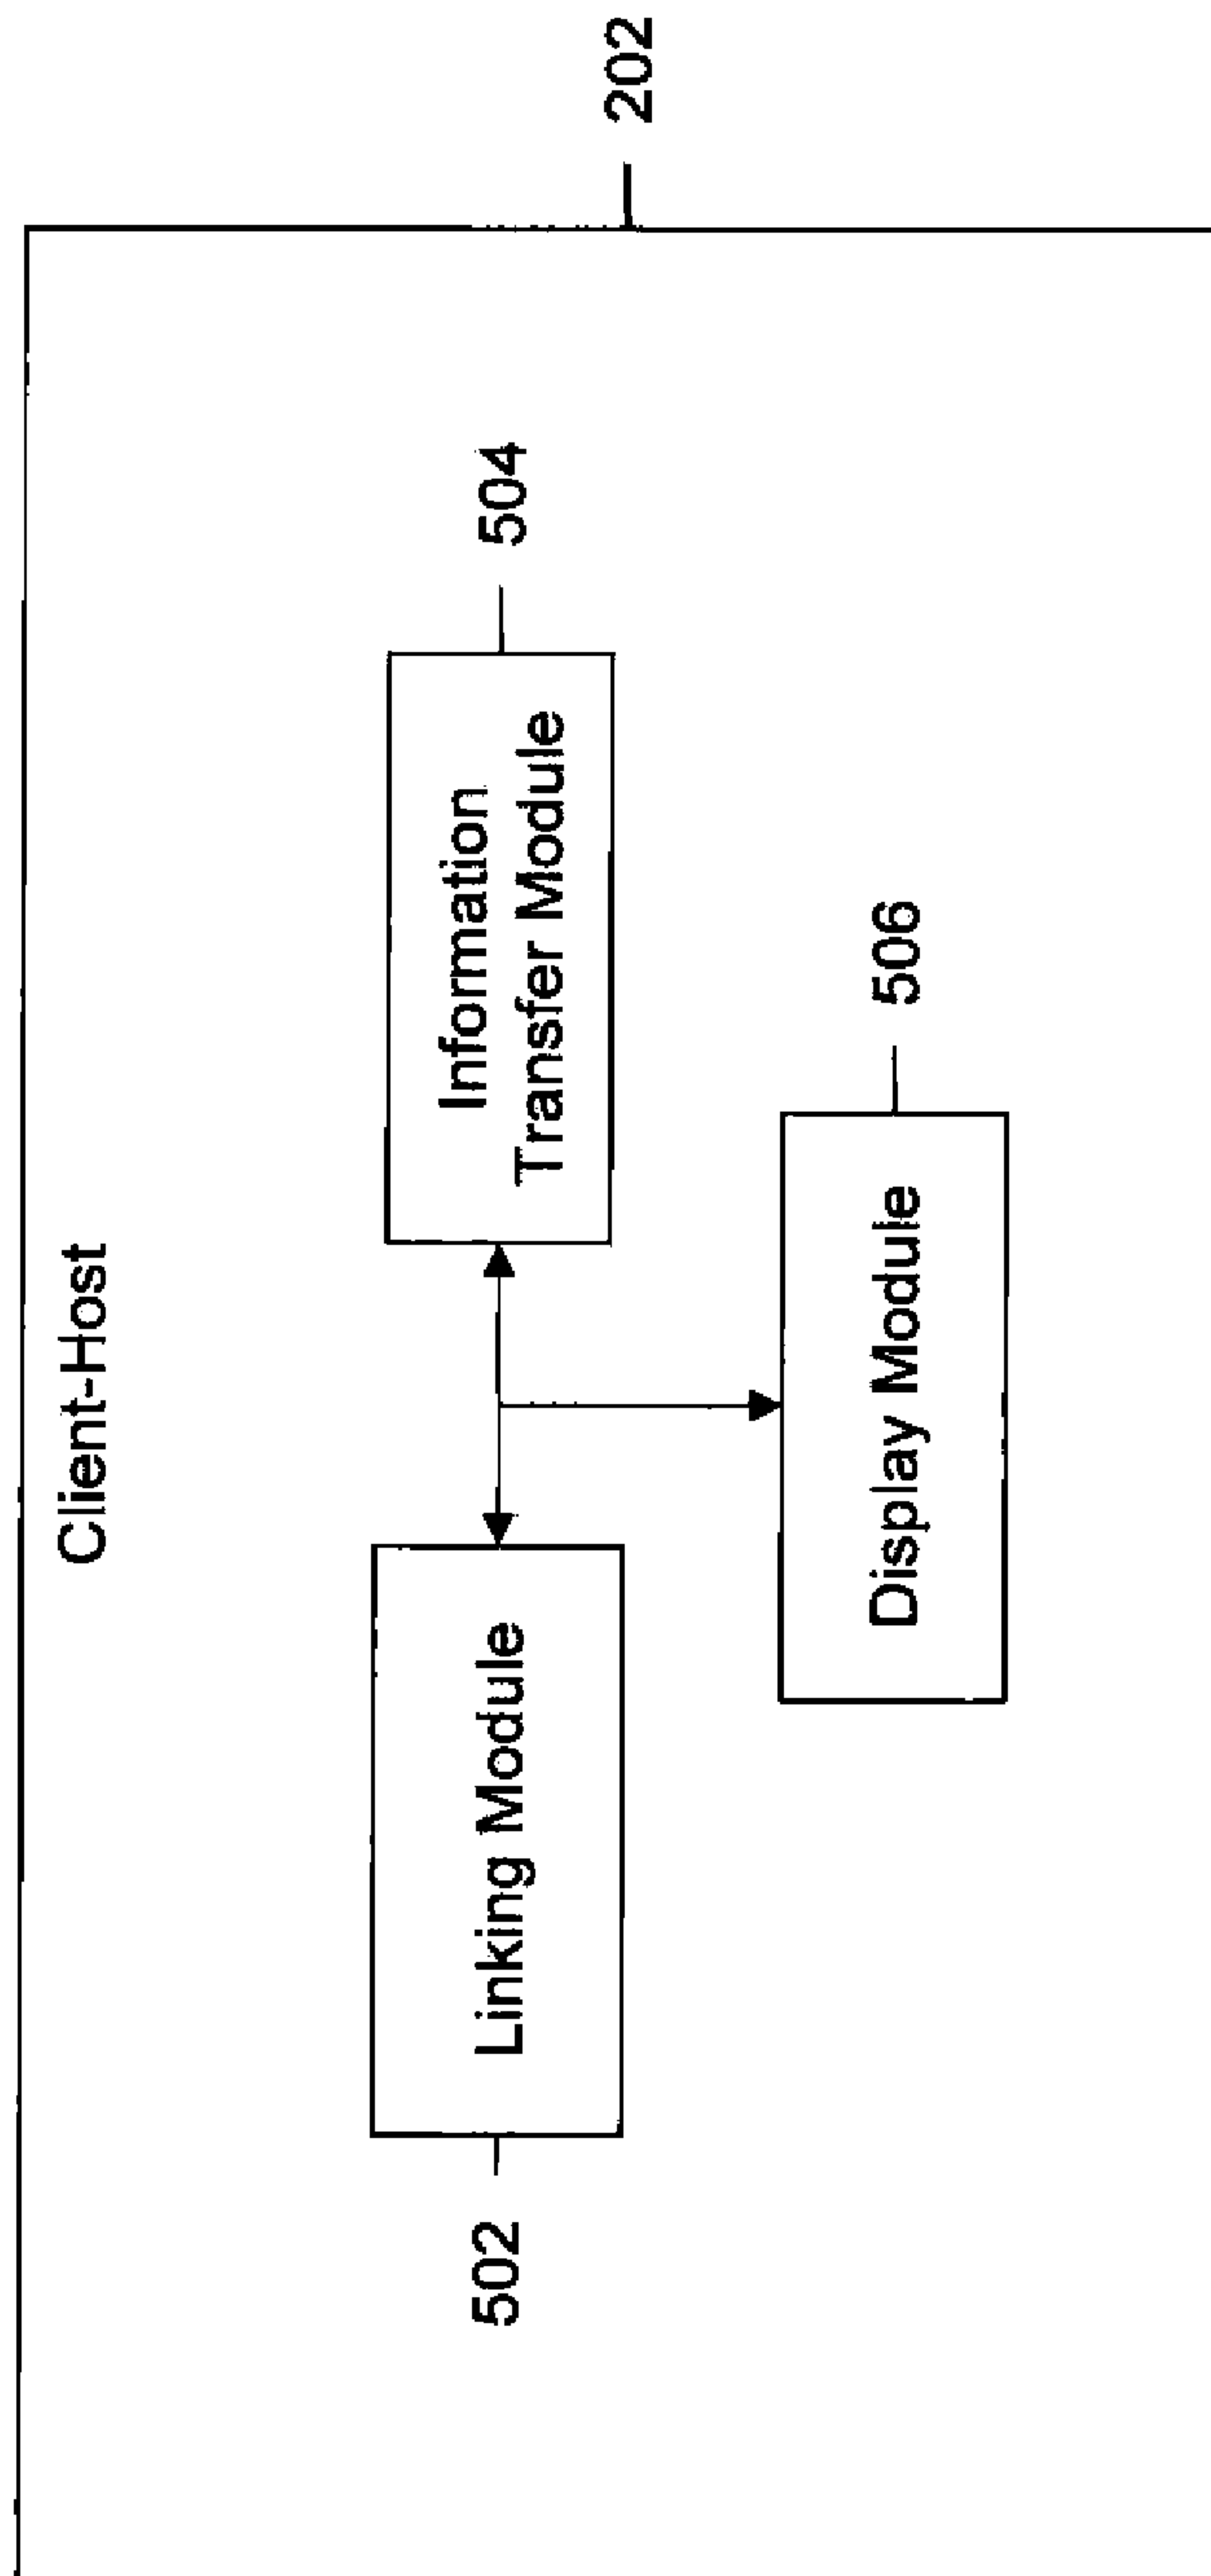 Client-Host
202
502
Linking Module
Information
Transfer Module
504
Display Module
506